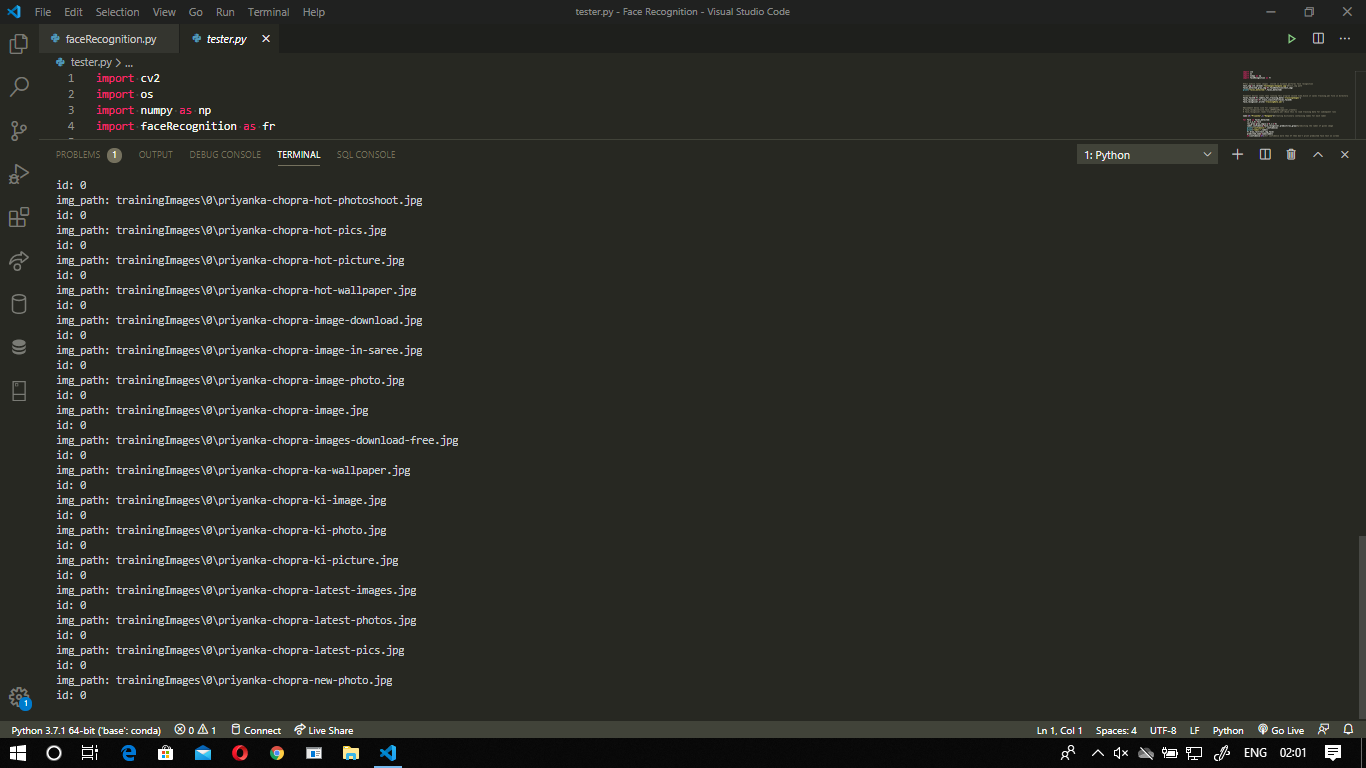 File Edit Selection View Go Run Terminal Help tester.py - Face Recognition - Visual Studio Code
faceRecognition.py tester.py
tester.py > ...
1 import cv2
2 import os
3 import numpy as np
4 import faceRecognition as fr
PROBLEMS 1 OUTPUT DEBUG CONSOLE TERMINAL SQL CONSOLE 1: Python
id: 0
img_path: trainingImages\0\priyanka-chopra-hot-photoshoot.jpg
id: 0
img_path: trainingImages\0\priyanka-chopra-hot-pics.jpg
id: 0
img_path: trainingImages\0\priyanka-chopra-hot-picture.jpg
id: 0
img_path: trainingImages\0\priyanka-chopra-hot-wallpaper.jpg
id: 0
img_path: trainingImages\0\priyanka-chopra-image-download.jpg
id: 0
img_path: trainingImages\0\priyanka-chopra-image-in-saree.jpg
id: 0
img_path: trainingImages\0\priyanka-chopra-image-photo.jpg
id: 0
img_path: trainingImages\0\priyanka-chopra-image.jpg
id: 0
img_path: trainingImages\0\priyanka-chopra-images-download-free.jpg
id: 0
img_path: trainingImages\0\priyanka-chopra-ka-wallpaper.jpg
id: 0
img_path: trainingImages\0\priyanka-chopra-ki-image.jpg
id: 0
img_path: trainingImages\0\priyanka-chopra-ki-photo.jpg
id: 0
img_path: trainingImages\0\priyanka-chopra-ki-picture.jpg
id: 0
img_path: trainingImages\0\priyanka-chopra-latest-images.jpg
id: 0
img_path: trainingImages\0\priyanka-chopra-latest-photos.jpg
id: 0
img_path: trainingImages\0\priyanka-chopra-latest-pics.jpg
id: 0
img_path: trainingImages\0\priyanka-chopra-new-photo.jpg
id: 0
1
Python 3.7.1 64-bit ('base': conda) 0 1 Connect Live Share Ln 1, Col 1 Spaces: 4 UTF-8 LF Python Go Live
ENG 02:01